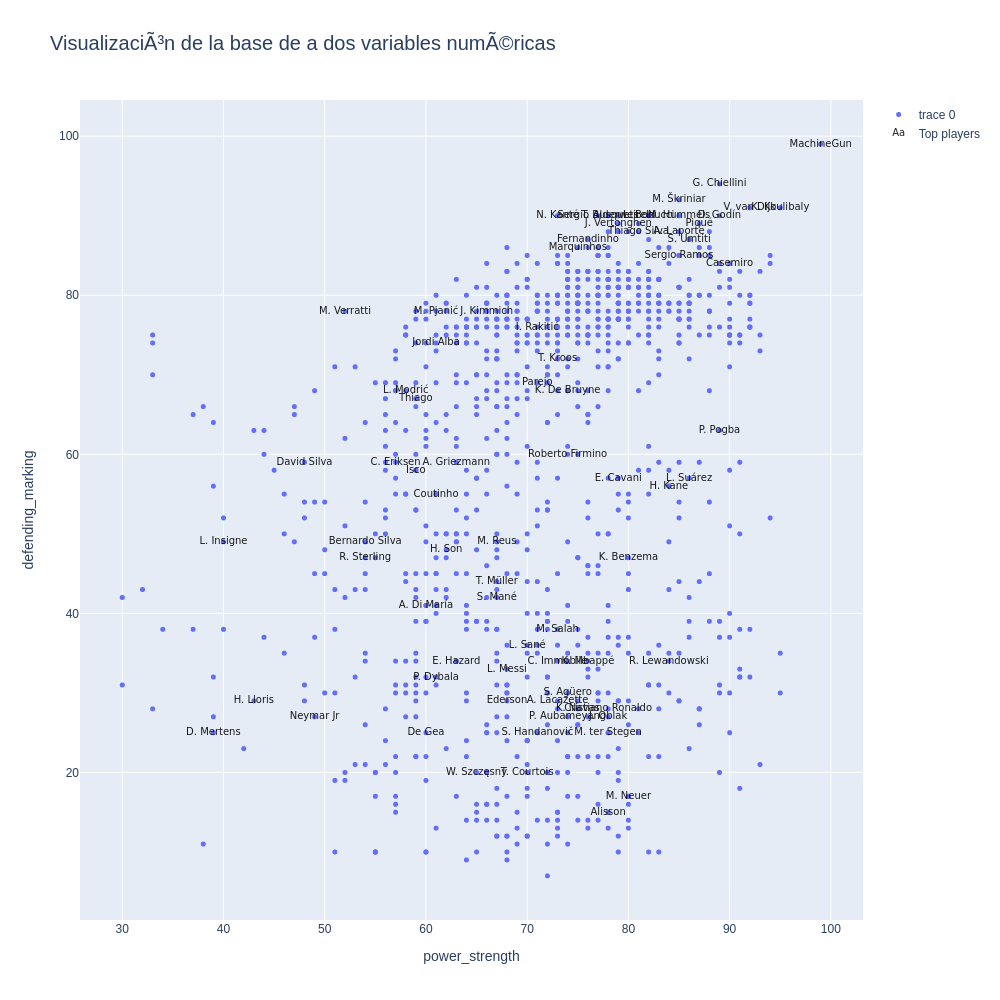 VisualizaciÃ³n de la base de a dos variables numÃ©ricas
trace 0
Aa Top players
100
MachineGun
G. Chiellini
M. Škriniar
D. Godín
J. Vertonghen
Piqué
Thiago Silva
A. Laporte
Fernandinho
S. Umtiti
Marquinhos
Sergio Ramos
Casemiro
80
M. Verratti
M. Pjanić
J. Kimmich
I. Rakitić
Jordi Alba
T. Kroos
Parejo
L. Modrić
K. De Bruyne
Thiago
P. Pogba
60
Roberto Firmino
David Silva
C. Eriksen
A. Griezmann
Isco
E. Cavani
L. Suárez
H. Kane
Coutinho
L. Insigne
Bernardo Silva
M. Reus
H. Son
R. Sterling
K. Benzema
T. Müller
S. Mané
A. Di María
40
M. Salah
L. Sané
E. Hazard
C. Immobile
K. Mbappé
R. Lewandowski
L. Messi
P. Dybala
S. Agüero
H. Lloris
Ederson
A. Lacazette
K. Navas
Cristiano Ronaldo
Neymar Jr
P. Aubameyang
J. Oblak
D. Mertens
De Gea
S. Handanovič
M. ter Stegen
20
W. Szczęsny
T. Courtois
M. Neuer
Alisson
defending_marking
30
40
50
60
70
80
90
100
power_strength